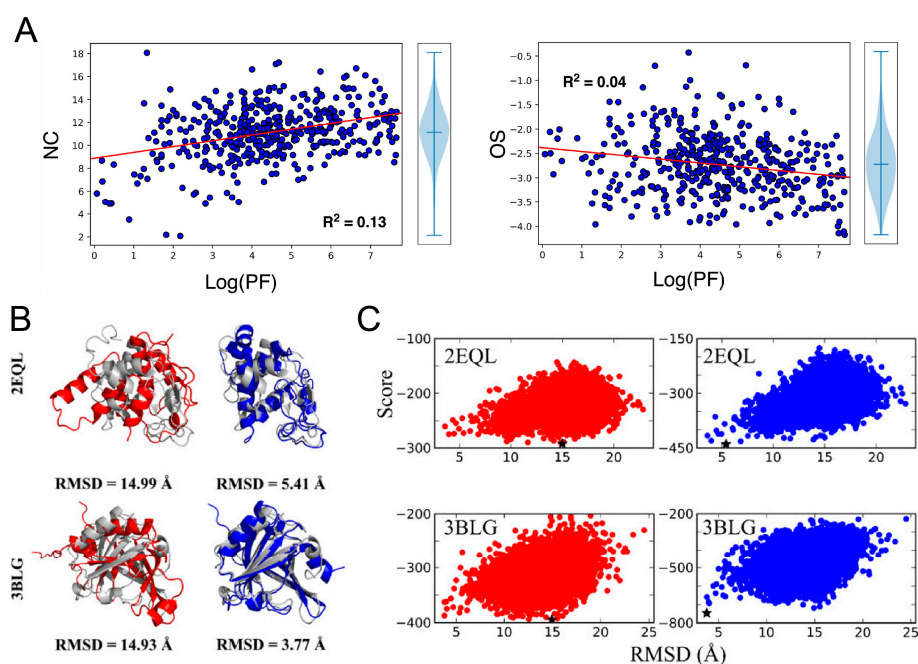 A
NC
18
16
14
12
10
8
6
4
2
R² = 0.13
0 1 2 3 4 5 6 7
Log(PF)
OS
−0.5
−1.0
−1.5
−2.0
−2.5
−3.0
−3.5
−4.0
R² = 0.04
0 1 2 3 4 5 6 7
Log(PF)
B
2EQL
RMSD = 14.99 Å RMSD = 5.41 Å
3BLG
RMSD = 14.93 Å RMSD = 3.77 Å
C
Score
−100
−200
−300
2EQL
5 10 15 20
−150
−300
−450
2EQL
5 10 15 20
−200
−300
−400
3BLG
5 10 15 20 25
−200
−400
−600
−800
3BLG
5 10 15 20 25
RMSD (Å)